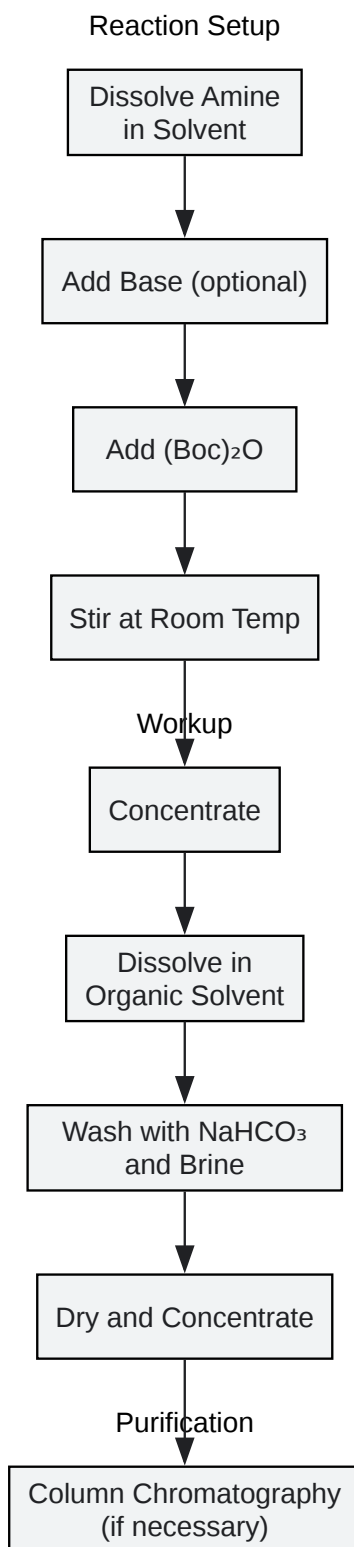 Reaction Setup
Dissolve Amine
in Solvent
Add Base (optional)
Add (Boc)₂O
Stir at Room Temp
Workup
Concentrate
Dissolve in
Organic Solvent
Wash with NaHCO₃
and Brine
Dry and Concentrate
Purification
Column Chromatography
(if necessary)